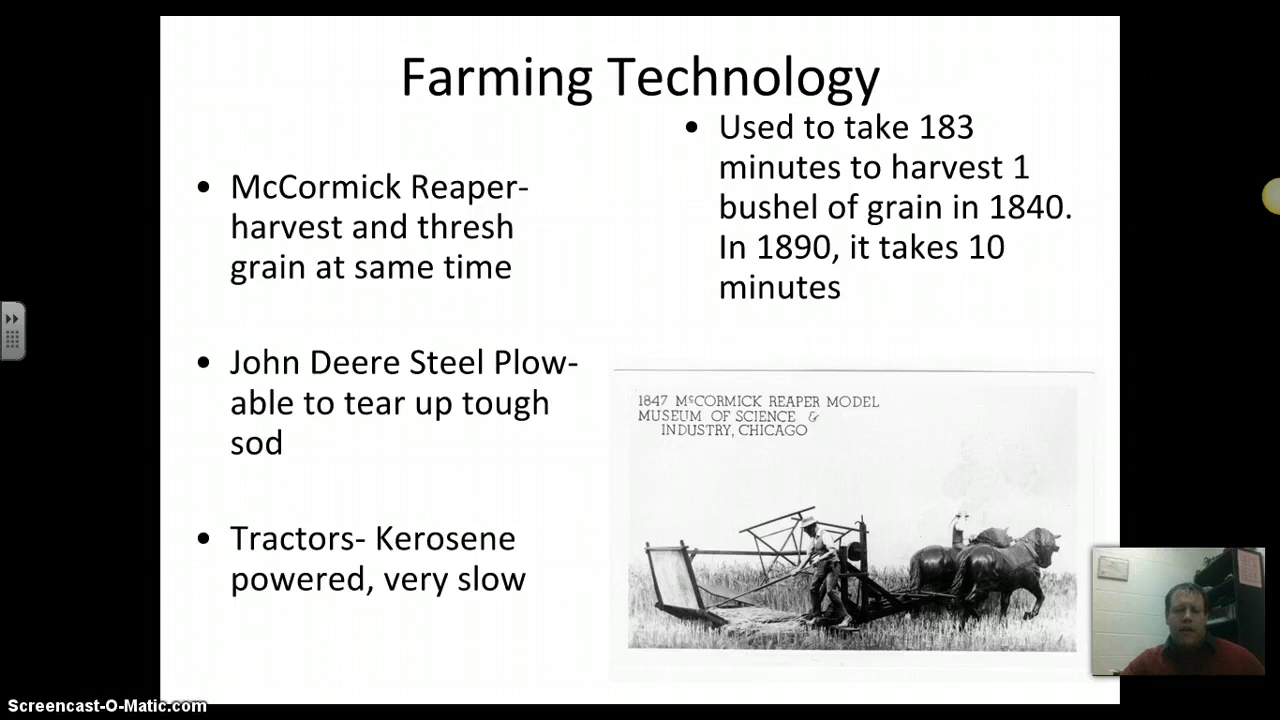 Farming Technology
• McCormick Reaper-
harvest and thresh
grain at same time
• John Deere Steel Plow-
able to tear up tough
sod
• Tractors- Kerosene
powered, very slow
• Used to take 183
minutes to harvest 1
bushel of grain in 1840.
In 1890, it takes 10
minutes
1847 McCORMICK REAPER MODEL
MUSEUM OF SCIENCE &
INDUSTRY, CHICAGO
Screencast-O-Matic.com